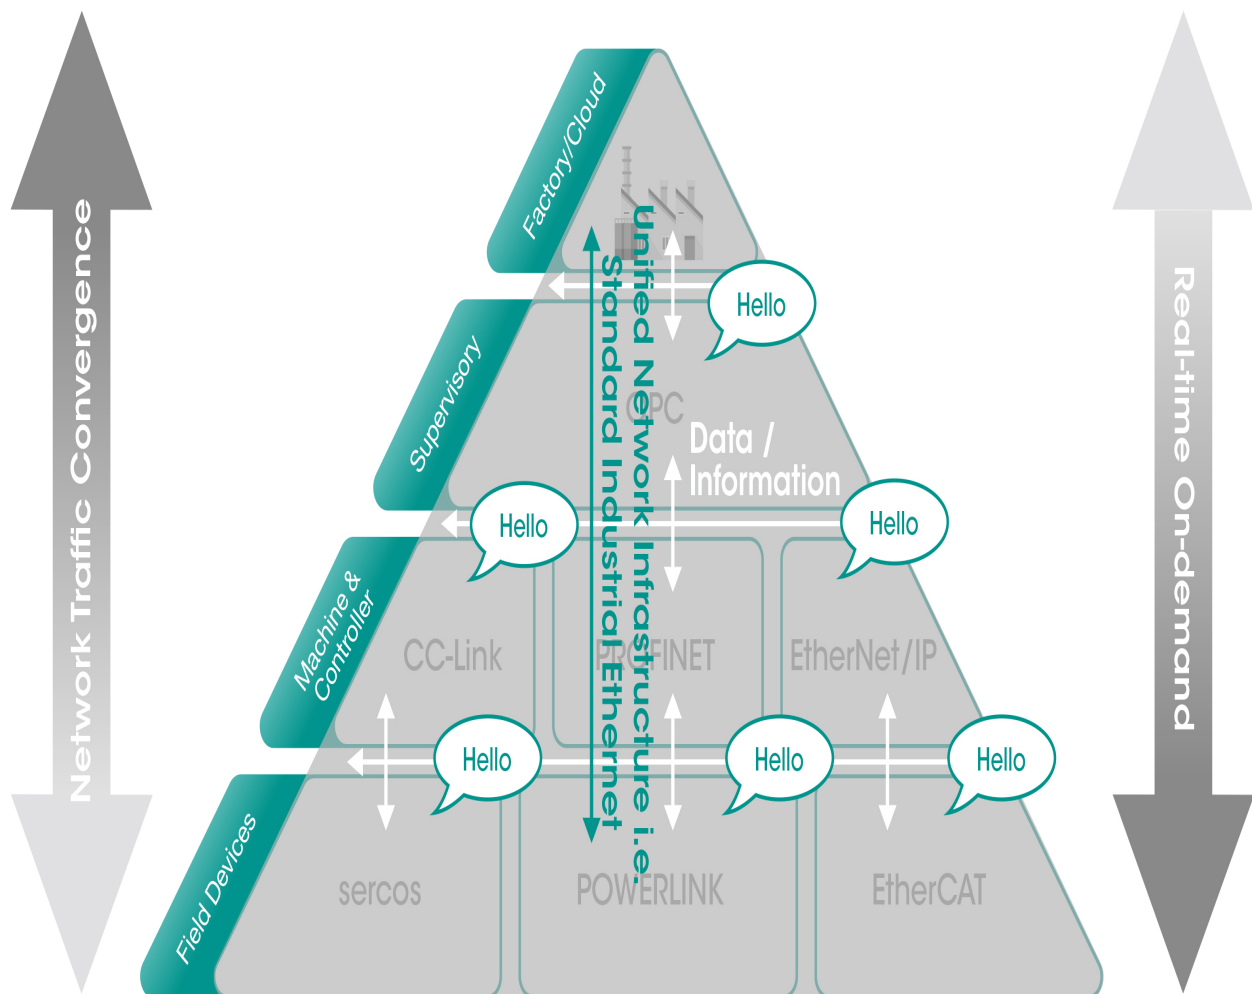 Factory/Cloud
Hello
Supervisory
OPC
Data /
Information
Hello
Hello
Machine &
Controller
CC-Link
PROFINET
EtherNet/IP
Hello
Hello
Hello
Field Devices
sercos
POWERLINK
EtherCAT
Unified Network Infrastructure i.e.
Standard Industrial Ethernet
Network Traffic Convergence
Real-time On-demand